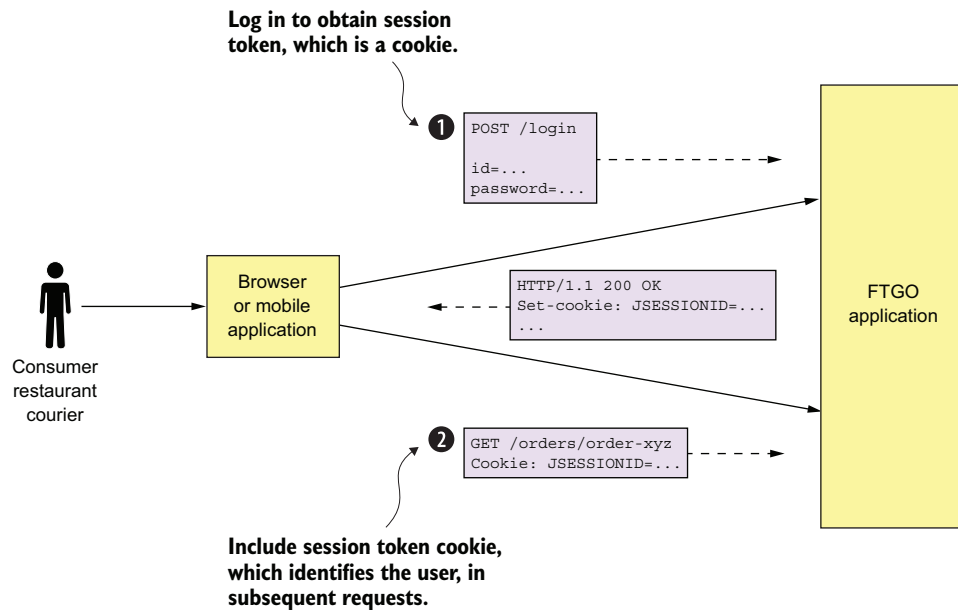 Log in to obtain session
token, which is a cookie.
1
POST /login
id=...
password=...
Browser
or mobile
application
HTTP/1.1 200 OK
Set-cookie: JSESSIONID=...
...
FTGO
application
Consumer
restaurant
courier
2
GET /orders/order-xyz
Cookie: JSESSIONID=...
Include session token cookie,
which identifies the user, in
subsequent requests.